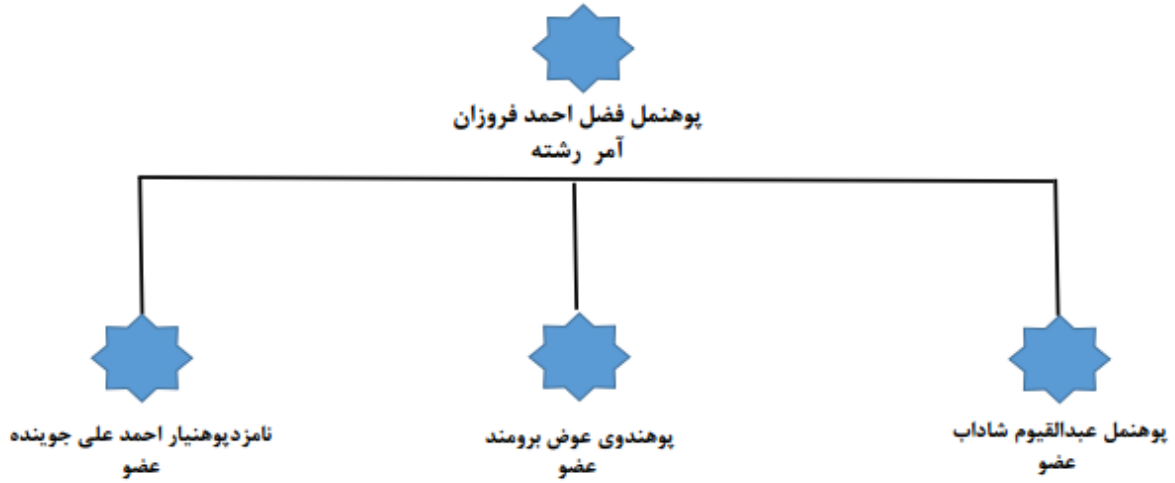 پوهنمل فضل احمد فروزان
آمر رشته
پوهنمل عبدالقیوم شاداب
عضو
پوهندوی عوض برومند
عضو
نامزدپوهنیار احمد علی جوینده
عضو